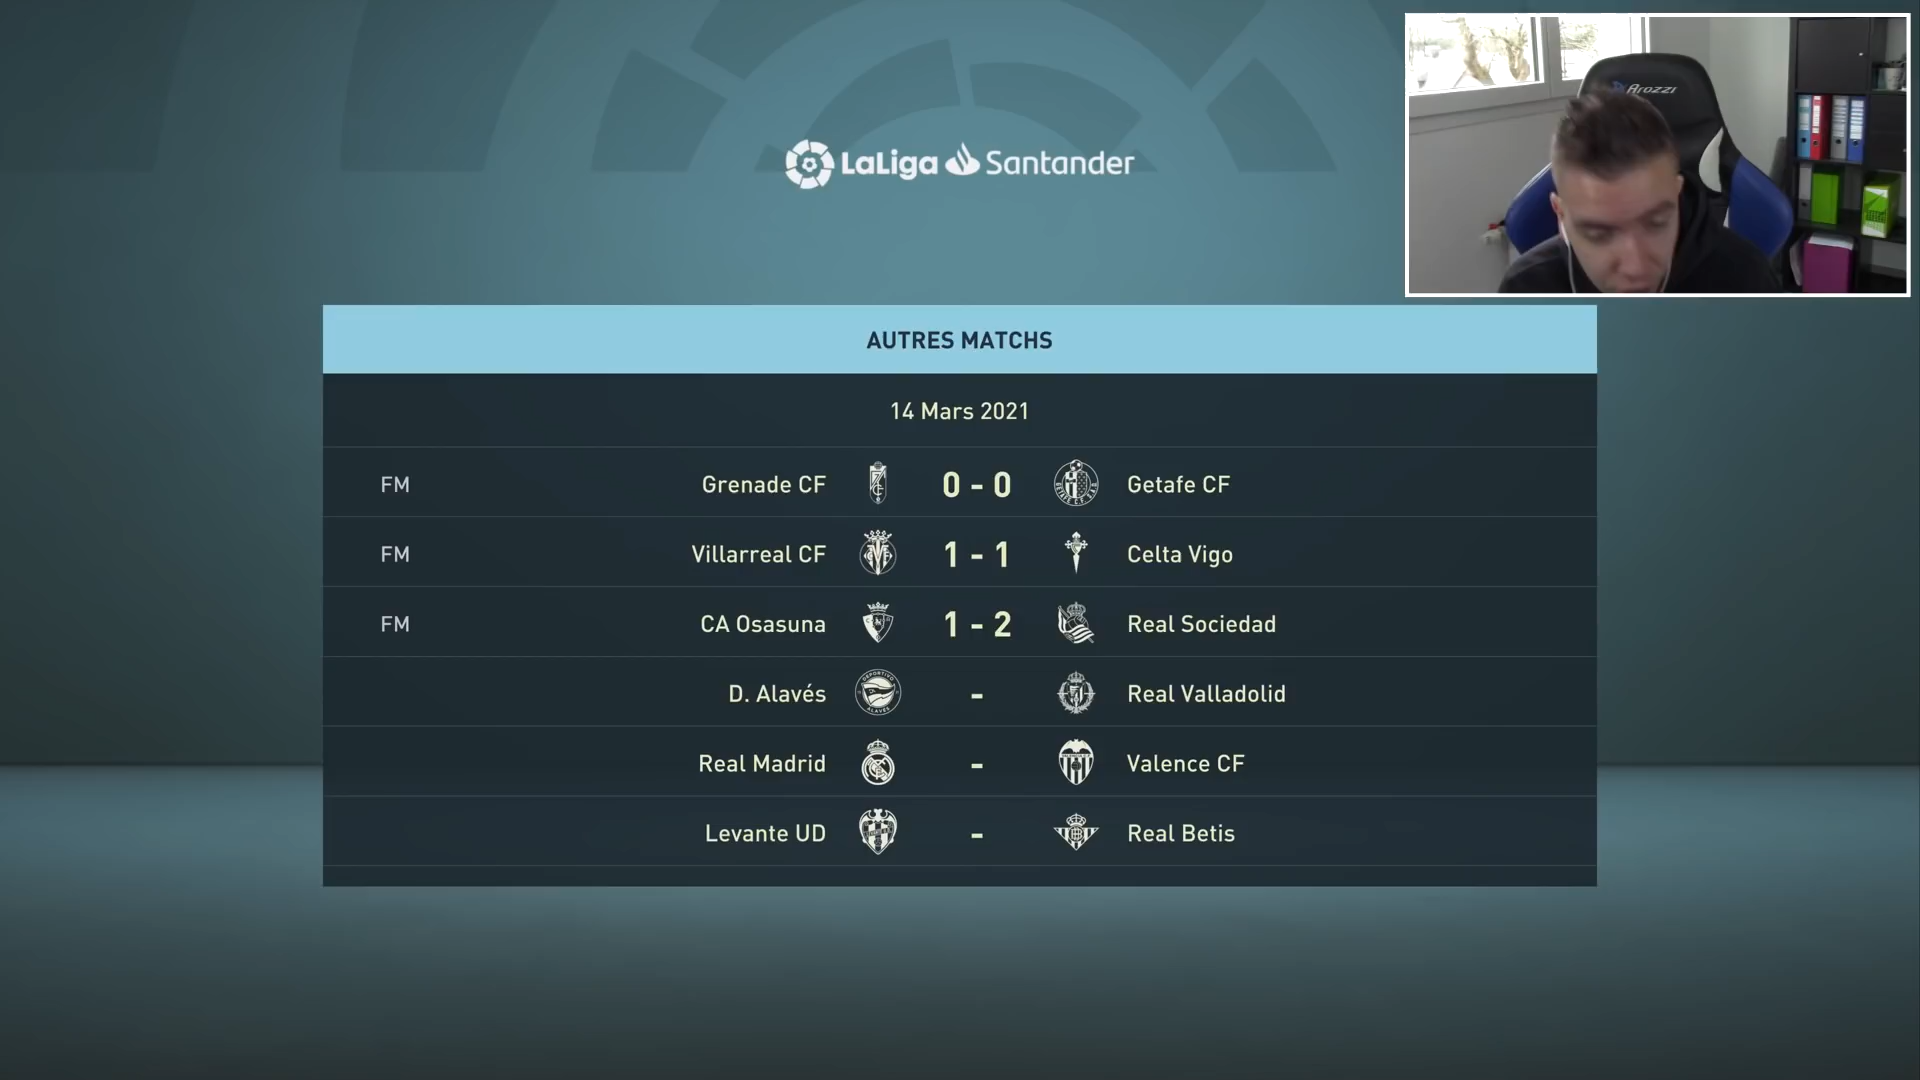 LaLiga Santander
Arozzi
AUTRES MATCHS
14 Mars 2021
FM Grenade CF 0 - 0 Getafe CF
FM Villarreal CF 1 - 1 Celta Vigo
FM CA Osasuna 1 - 2 Real Sociedad
D. Alavés - Real Valladolid
Real Madrid - Valence CF
Levante UD - Real Betis